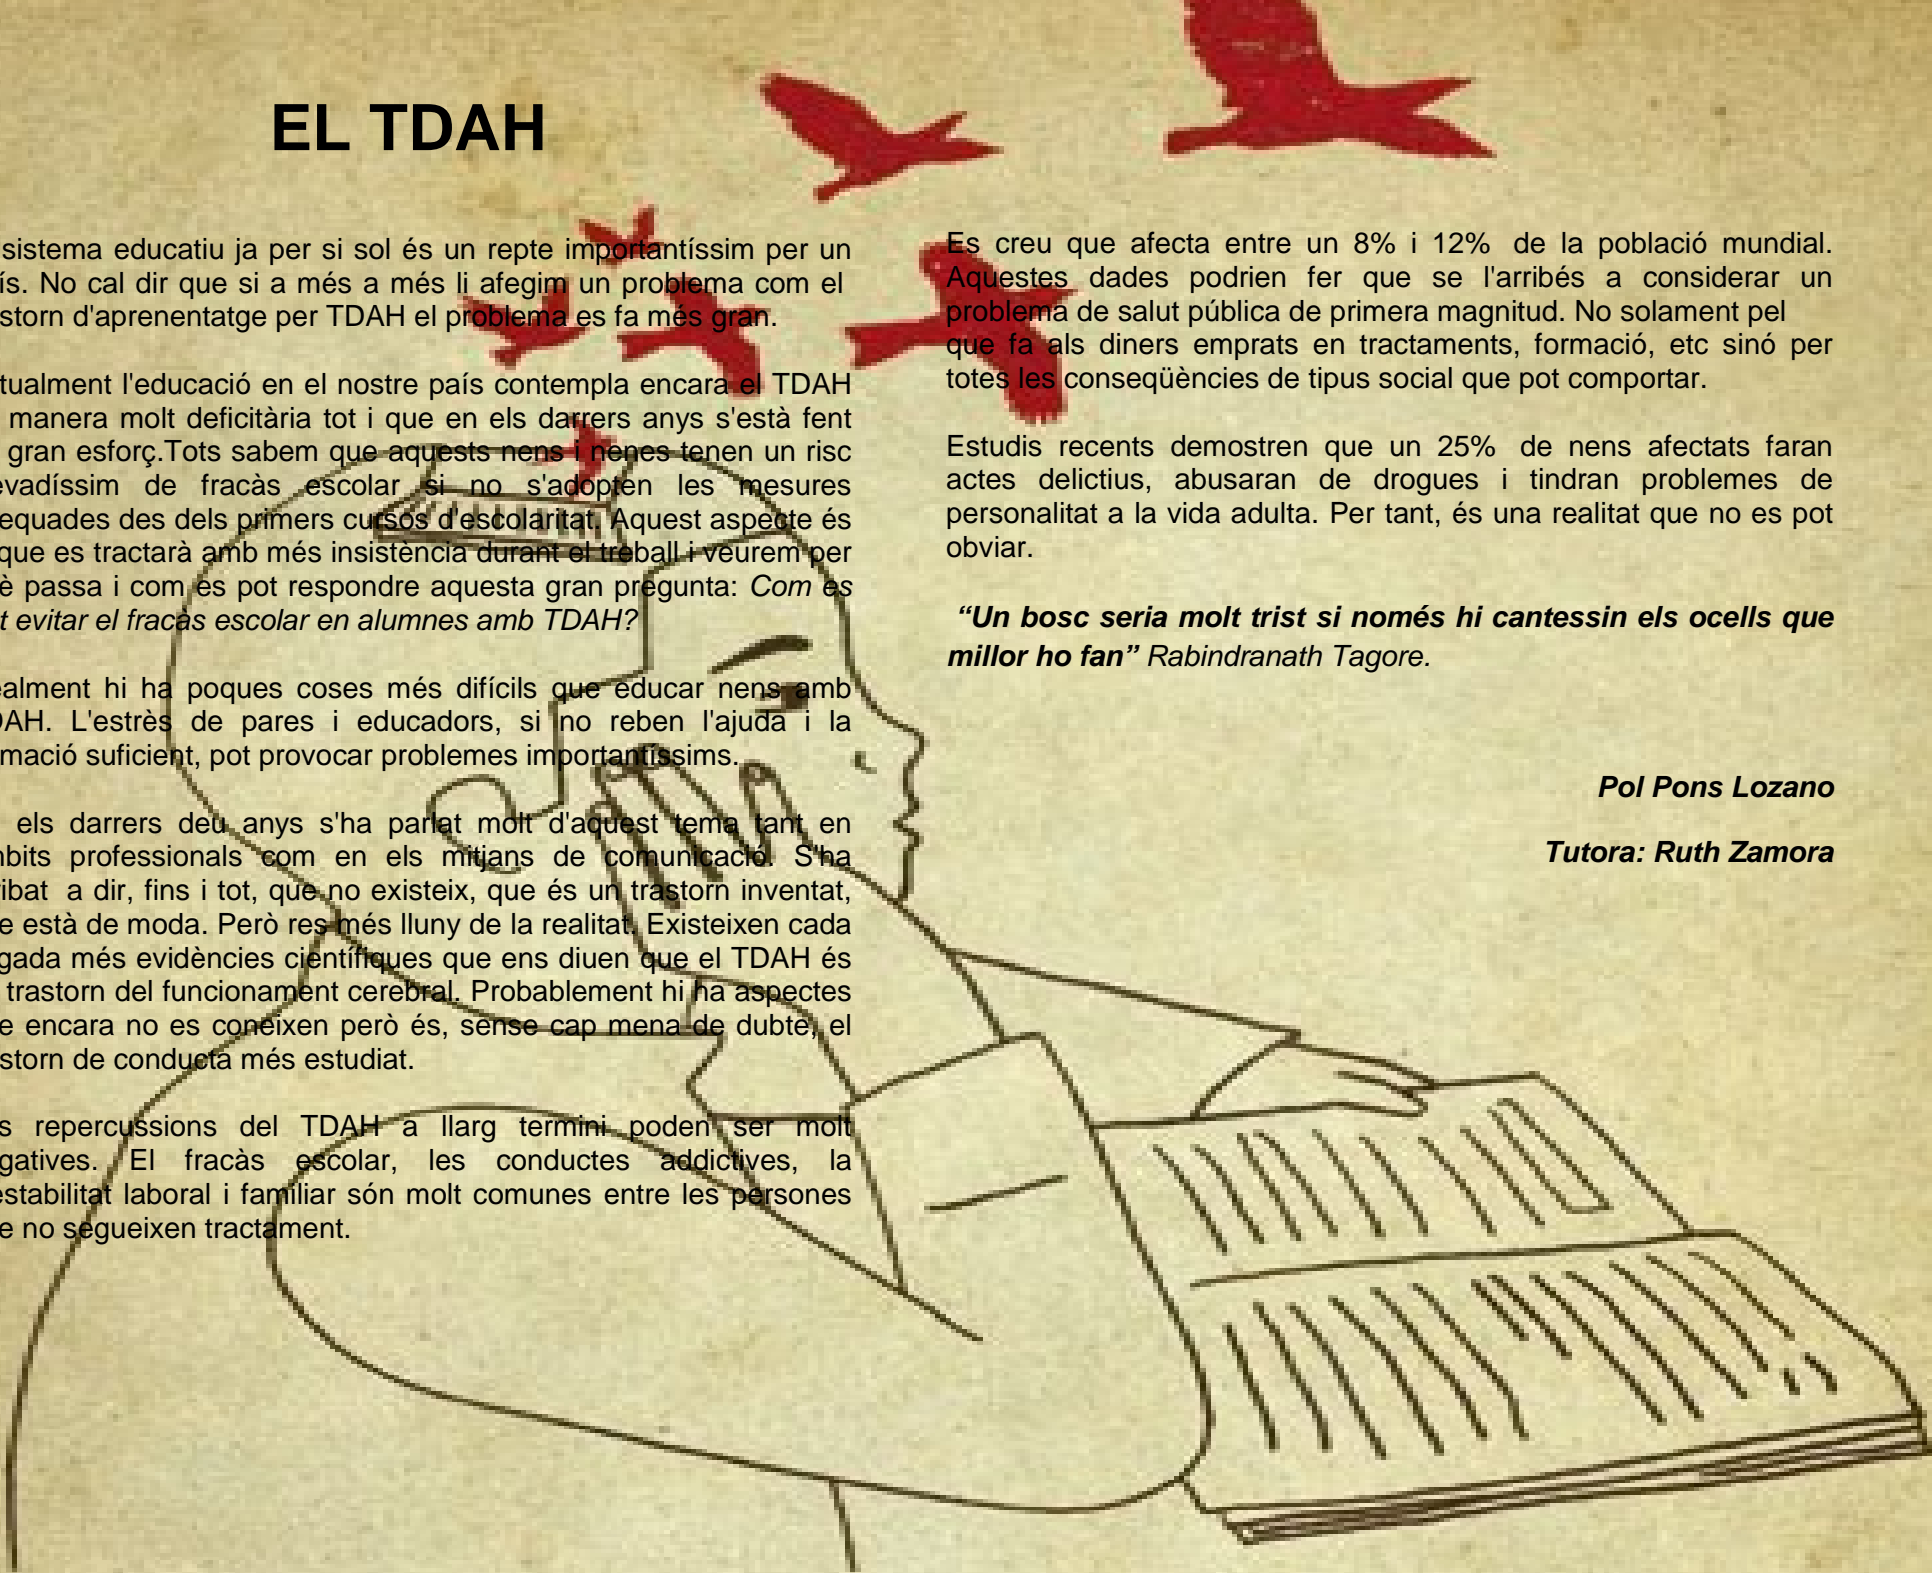 EL TDAH
sistema educatiu ja per si sol és un repte importantíssim per un
ís. No cal dir que si a més a més li afegim un problema com el
storn d'aprenentatge per TDAH el problema es fa més gran.
tualment l'educació en el nostre país contempla encara el TDAH
manera molt deficitària tot i que en els darrers anys s'està fent
gran esforç.Tots sabem que aquests nens i nenes tenen un risc
evadíssim de fracàs escolar si no s'adopten les mesures
equades des dels primers cursos d'escolaritat. Aquest aspecte és
que es tractarà amb més insistència durant el treball i veurem per
è passa i com es pot respondre aquesta gran pregunta: Com es
t evitar el fracàs escolar en alumnes amb TDAH?
ealment hi ha poques coses més difícils que educar nens amb
DAH. L'estrès de pares i educadors, si no reben l'ajuda i la
mació suficient, pot provocar problemes importantíssims.
els darrers deu anys s'ha parlat molt d'aquest tema tant en
nbits professionals com en els mitjans de comunicació. S'ha
ribat a dir, fins i tot, que no existeix, que és un trastorn inventat,
e està de moda. Però res més lluny de la realitat. Existeixen cada
gada més evidències científiques que ens diuen que el TDAH és
trastorn del funcionament cerebral. Probablement hi ha aspectes
e encara no es coneixen però és, sense cap mena de dubte, el
storn de conducta més estudiat.
s repercussions del TDAH a llarg termini poden ser molt
gatives. El fracàs escolar, les conductes addictives, la
estabilitat laboral i familiar són molt comunes entre les persones
e no segueixen tractament.
Es creu que afecta entre un 8% i 12% de la població mundial.
Aquestes dades podrien fer que se l'arribés a considerar un
problema de salut pública de primera magnitud. No solament pel
que fa als diners emprats en tractaments, formació, etc sinó per
totes les conseqüències de tipus social que pot comportar.
Estudis recents demostren que un 25% de nens afectats faran
actes delictius, abusaran de drogues i tindran problemes de
personalitat a la vida adulta. Per tant, és una realitat que no es pot
obviar.
“Un bosc seria molt trist si només hi cantessin els ocells que
millor ho fan” Rabindranath Tagore.
Pol Pons Lozano
Tutora: Ruth Zamora